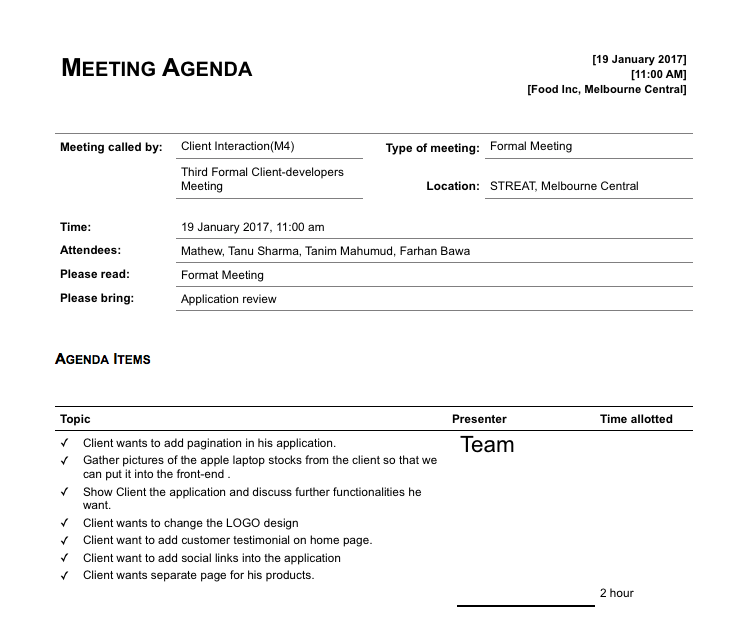 MEETING AGENDA
[19 January 2017]
[11:00 AM]
[Food Inc, Melbourne Central]
Meeting called by: Client Interaction(M4) Type of meeting: Formal Meeting
Third Formal Client-developers
Meeting Location: STREAT, Melbourne Central
Time: 19 January 2017, 11:00 am
Attendees: Mathew, Tanu Sharma, Tanim Mahumud, Farhan Bawa
Please read: Format Meeting
Please bring: Application review
AGENDA ITEMS
Topic Presenter Time allotted
✓ Client wants to add pagination in his application. Team
✓ Gather pictures of the apple laptop stocks from the client so that we
can put it into the front-end .
✓ Show Client the application and discuss further functionalities he
want.
✓ Client wants to change the LOGO design
✓ Client want to add customer testimonial on home page.
✓ Client want to add social links into the application
✓ Client wants separate page for his products.
2 hour